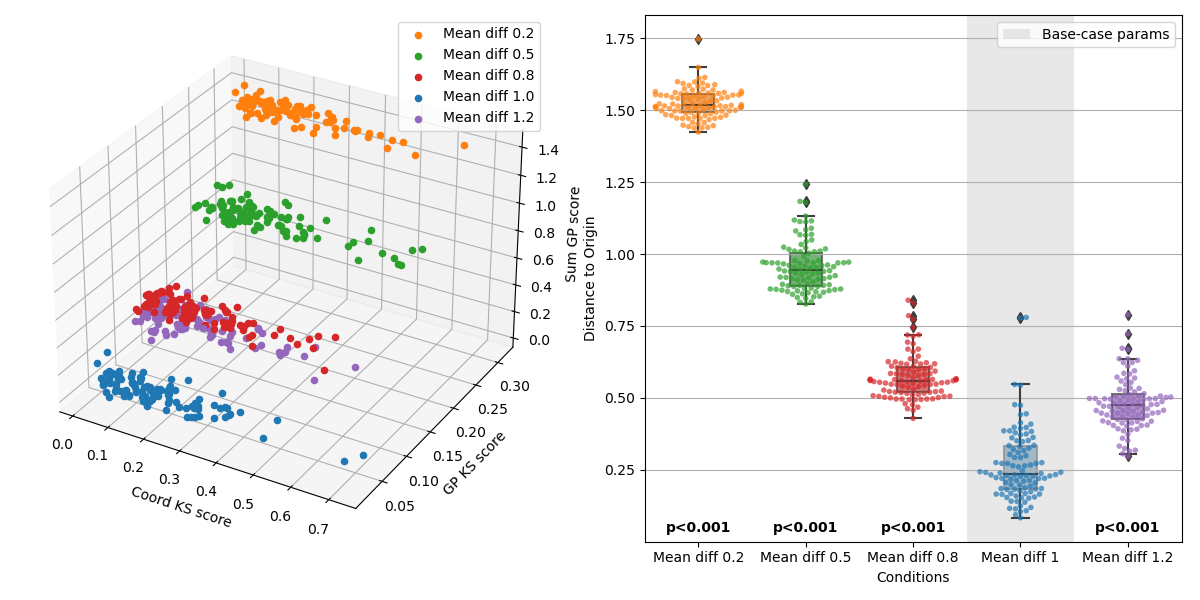 Mean diff 0.2
Mean diff 0.5
Mean diff 0.8
Mean diff 1.0
Mean diff 1.2
1.4
1.2
1.0
0.8
0.6
0.4
0.2
0.0
Sum GP score
0.30
0.25
0.20
0.15
0.10
0.05
GP KS score
0.0
0.1
0.2
0.3
0.4
0.5
0.6
0.7
Coord KS score
Base-case params
1.75
1.50
1.25
1.00
0.75
0.50
0.25
Distance to Origin
p<0.001
p<0.001
p<0.001
p<0.001
Mean diff 0.2
Mean diff 0.5
Mean diff 0.8
Mean diff 1
Mean diff 1.2
Conditions